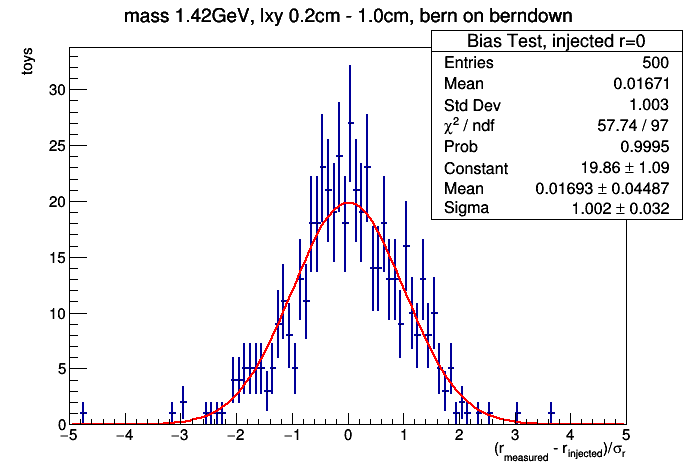 mass 1.42GeV, lxy 0.2cm - 1.0cm, bern on berndown
Bias Test, injected r=0
Entries 500
Mean 0.01671
Std Dev 1.003
χ² / ndf 57.74 / 97
Prob 0.9995
Constant 19.86 ± 1.09
Mean 0.01693 ± 0.04487
Sigma 1.002 ± 0.032
toys
30
25
20
15
10
5
0
−5 −4 −3 −2 −1 0 1 2 3 4 5
(r_measured - r_injected)/σ_r